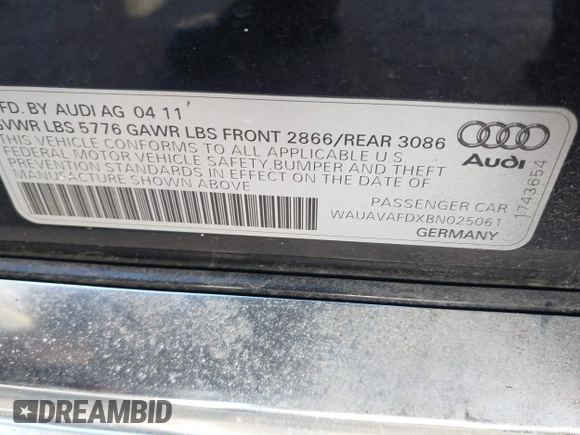 FD. BY AUDI AG 04 11'
GVWR LBS 5776 GAWR LBS FRONT 2866/REAR 3086
THIS VEHICLE CONFORMS TO ALL APPLICABLE U S
FEDERAL MOTOR VEHICLE SAFETY,BUMPER AND THEFT
PREVENTION STANDARDS IN EFFECT ON THE DATE OF
MANUFACTURE SHOWN ABOVE
PASSENGER CAR
WAUAVAFDXBN025061
GERMANY
Audi
1743654
DREAMBID